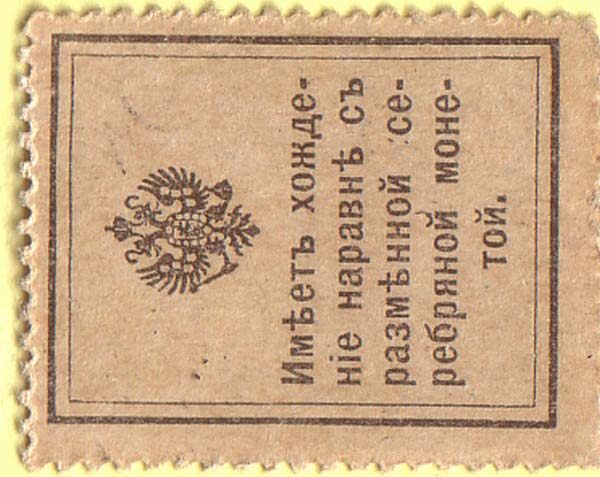 Имѣетъ хожде-
ніе наравнѣ съ
размѣнной се-
ребряной моне-
той.